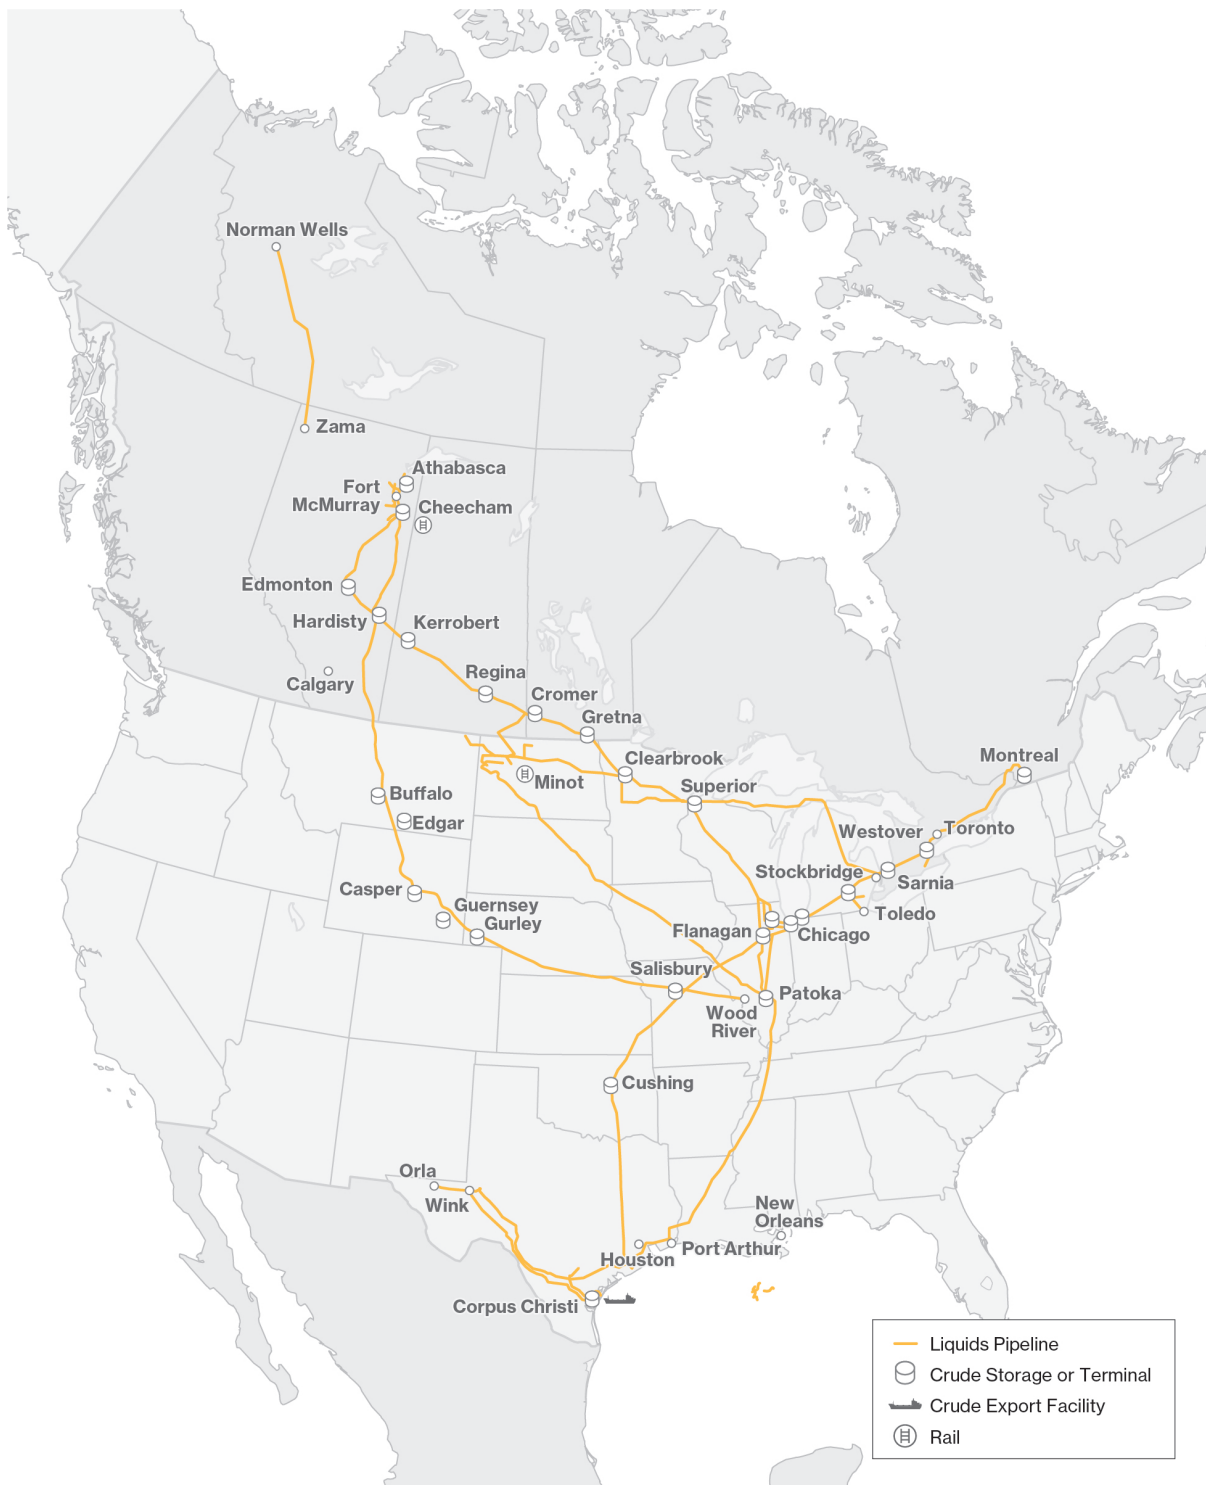 Norman Wells
Zama
Athabasca
Fort
McMurray
Cheecham
Edmonton
Hardisty
Kerrobert
Calgary
Regina
Cromer
Gretna
Clearbrook
Minot
Superior
Montreal
Buffalo
Edgar
Westover
Toronto
Stockbridge
Sarnia
Casper
Guernsey
Gurley
Toledo
Flanagan
Chicago
Salisbury
Patoka
Wood
River
Cushing
Orla
Wink
New
Orleans
Houston
Port Arthur
Corpus Christi
Liquids Pipeline
Crude Storage or Terminal
Crude Export Facility
Rail